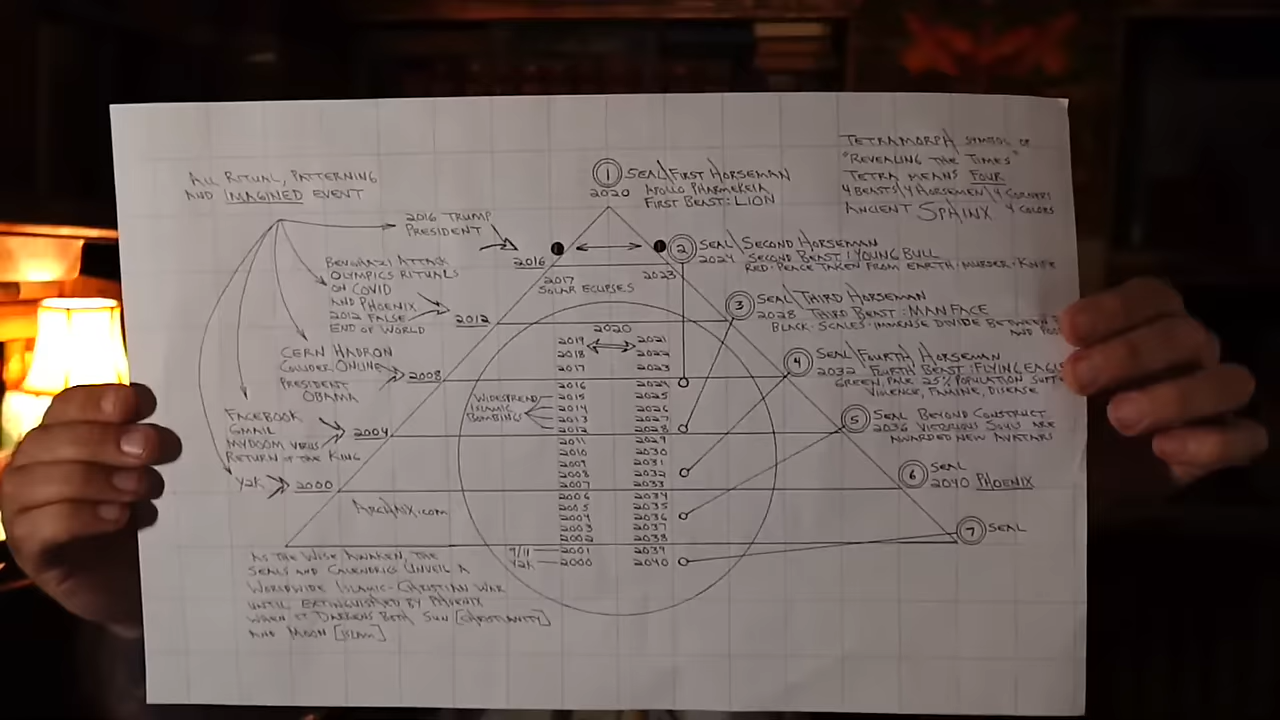 ALL RITUAL, PATTERNING
AND IMAGINED EVENT
TETRAMORPH SYMBOL OF
"REVEALING THE TIMES"
TETRA MEANS FOUR
4 BEASTS/4 HORSEMEN/4 CORNERS
ANCIENT SPHINX 4 COLORS
1 SEAL/FIRST HORSEMAN
2020 APOLLO PHARMEKEIA
FIRST BEAST: LION
2016 TRUMP
PRESIDENT
2016
2017
SOLAR ECLIPSES
2023
2 SEAL/SECOND HORSEMAN
2024 SECOND BEAST: YOUNG BULL
RED: PEACE TAKEN FROM EARTH. MURDER. KNIFE
BENGHAZI ATTACK
OLYMPICS RITUALS
ON COVID
AND PHOENIX
2012 FALSE
END OF WORLD
2012
3 SEAL/THIRD HORSEMAN
2028 THIRD BEAST: MAN FACE
BLACK. SCALES. IMMENSE DIVIDE BETWEEN
AND
CERN HADRON
COLLIDER ONLINE
PRESIDENT
OBAMA
2008
4 SEAL/FOURTH HORSEMAN
2032 FOURTH BEAST: FLYING EAGLE
GREEN, PALE 25% POPULATION
VIOLENCE, FAMINE, DISEASE
FACEBOOK
GMAIL
MYDOOM VIRUS
RETURN OF THE KING
2004
5 SEAL BEYOND CONSTRUCT
2036 VICTORIOUS SOULS ARE
AWARDED NEW AVATARS
Y2K
2000
6 SEAL
2040 PHOENIX
7 SEAL
ARCHAIX.COM
2020
2019 2021
2018 2022
2017 2023
2016 2024
WIDESPREAD
ISLAMIC
BOMBING
2015 2025
2014 2026
2013 2027
2012 2028
2011 2029
2010 2030
2009 2031
2008 2032
2007 2033
2006 2034
2005 2035
2004 2036
2003 2037
2002 2038
9/11 2001 2039
Y2K 2000 2040
AS THE WISE AWAKEN, THE
SEALS AND CALENDRICS UNVEIL A
WORLDWIDE ISLAMIC-CHRISTIAN WAR
UNTIL EXTINGUISHED BY PHOENIX
WHEN IT DARKENS BOTH SUN [CHRISTIANITY]
AND MOON [ISLAM]